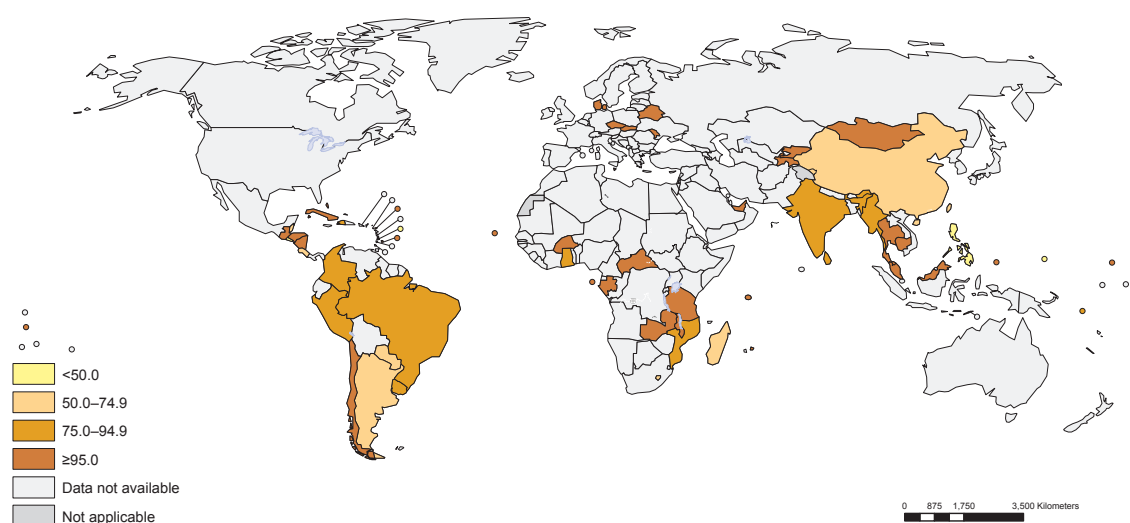 <50.0
50.0–74.9
75.0–94.9
≥95.0
Data not available
Not applicable
0 875 1,750 3,500 Kilometers